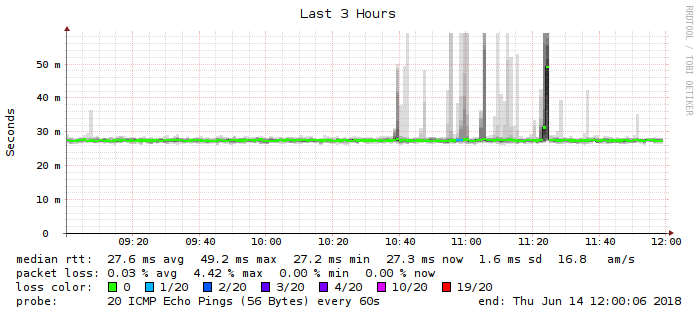 Last 3 Hours
RRDTOOL / TOBI OETIKER
Seconds
50 m
40 m
30 m
20 m
10 m
0
09:20 09:40 10:00 10:20 10:40 11:00 11:20 11:40 12:00
median rtt: 27.6 ms avg 49.2 ms max 27.2 ms min 27.3 ms now 1.6 ms sd 16.8 am/s
packet loss: 0.03 % avg 4.42 % max 0.00 % min 0.00 % now
loss color: 0 1/20 2/20 3/20 4/20 10/20 19/20
probe: 20 ICMP Echo Pings (56 Bytes) every 60s end: Thu Jun 14 12:00:06 2018